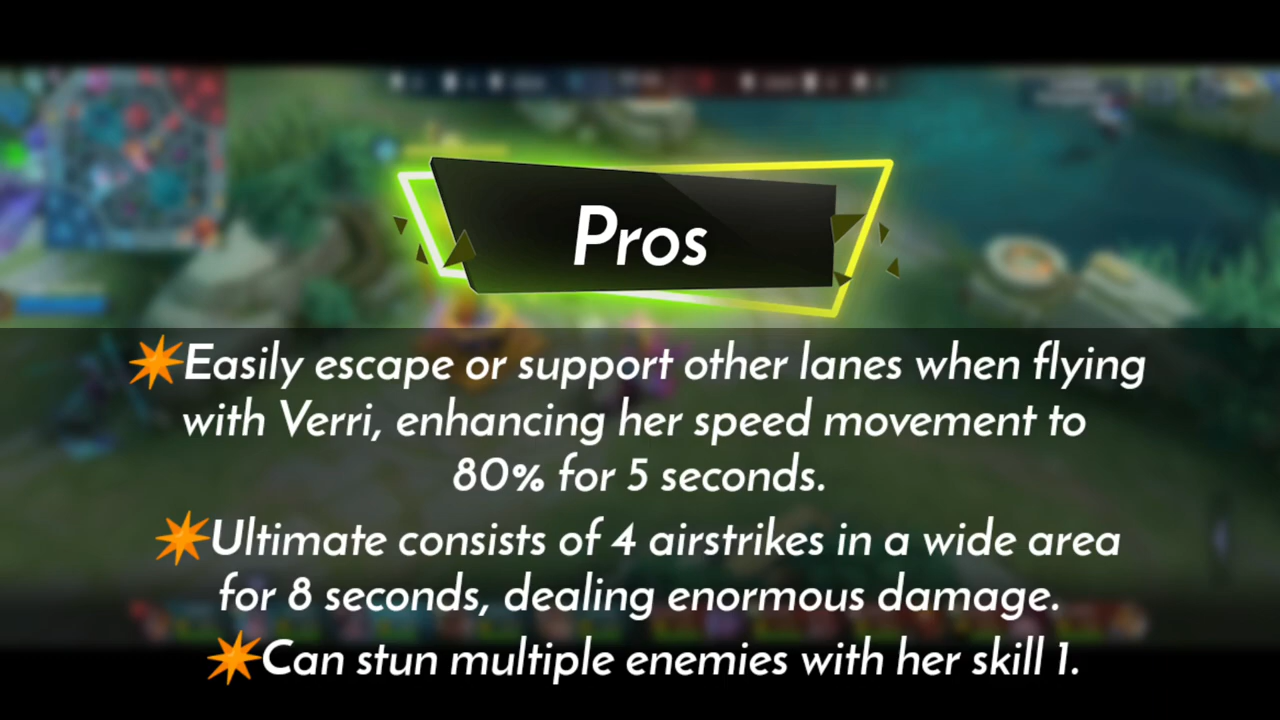 Pros
Easily escape or support other lanes when flying
with Verri, enhancing her speed movement to
80% for 5 seconds.
Ultimate consists of 4 airstrikes in a wide area
for 8 seconds, dealing enormous damage.
Can stun multiple enemies with her skill 1.